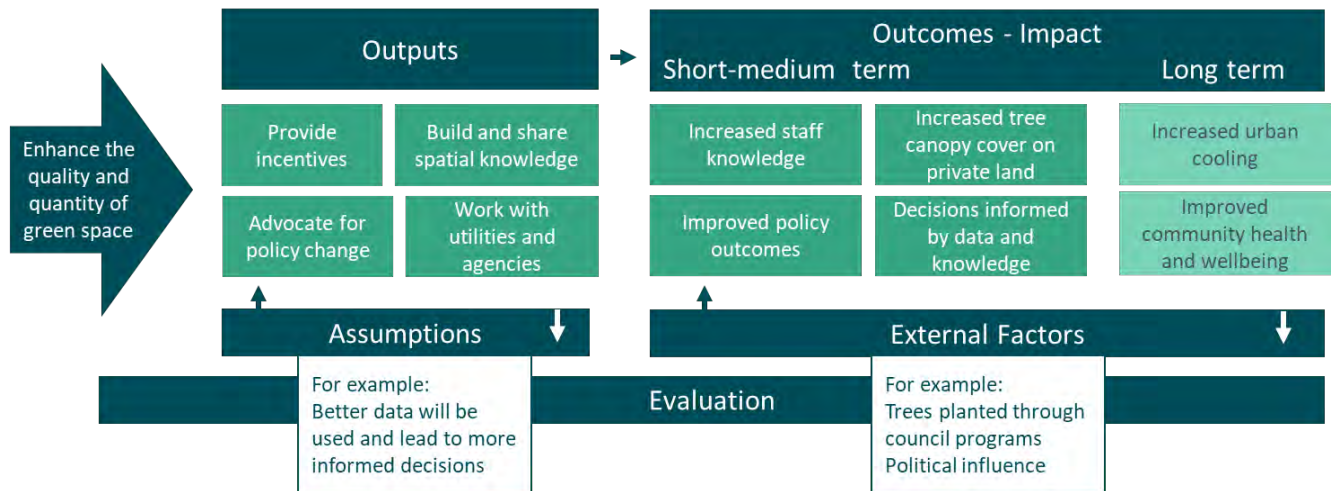 Enhance the
quality and
quantity of
green space
Outputs
Provide
incentives
Build and share
spatial knowledge
Advocate for
policy change
Work with
utilities and
agencies
Outcomes - Impact
Short-medium term
Long term
Increased staff
knowledge
Increased tree
canopy cover on
private land
Increased urban
cooling
Improved policy
outcomes
Decisions informed
by data and
knowledge
Improved
community health
and wellbeing
Assumptions
For example:
Better data will be
used and lead to more
informed decisions
External Factors
For example:
Trees planted through
council programs
Political influence
Evaluation